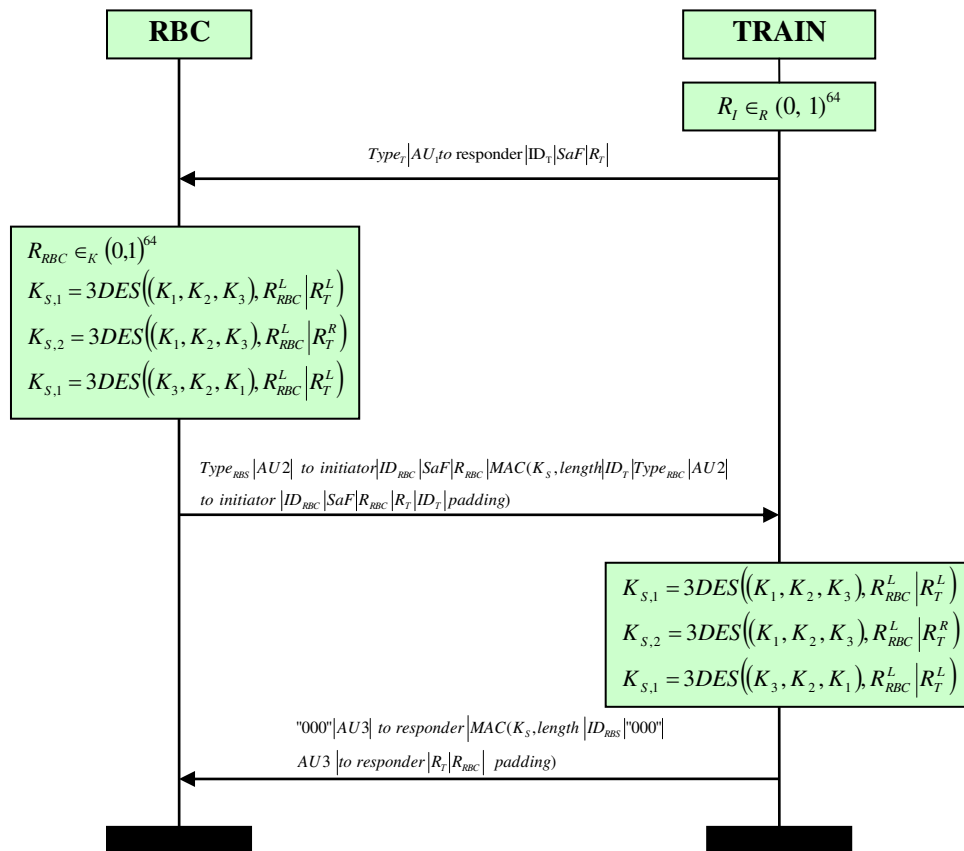 RBC
TRAIN
R_I ∈_R (0, 1)^64
Type_T|AU_1to responder|ID_T|SaF|R_T|
R_RBC ∈_K (0,1)^64
K_S,1 = 3DES((K_1, K_2, K_3), R^L_RBC|R^L_T)
K_S,2 = 3DES((K_1, K_2, K_3), R^L_RBC|R^R_T)
K_S,1 = 3DES((K_3, K_2, K_1), R^L_RBC|R^L_T)
Type_RBS|AU2| to initiator|ID_RBC|SaF|R_RBC|MAC(K_S,length|ID_T|Type_RBC|AU2|
to initiator |ID_RBC|SaF|R_RBC|R_T|ID_T|padding)
K_S,1 = 3DES((K_1, K_2, K_3), R^L_RBC|R^L_T)
K_S,2 = 3DES((K_1, K_2, K_3), R^L_RBC|R^R_T)
K_S,1 = 3DES((K_3, K_2, K_1), R^L_RBC|R^L_T)
"000"|AU3| to responder|MAC(K_S,length|ID_RBS|"000"|
AU3 |to responder|R_T|R_RBC| padding)